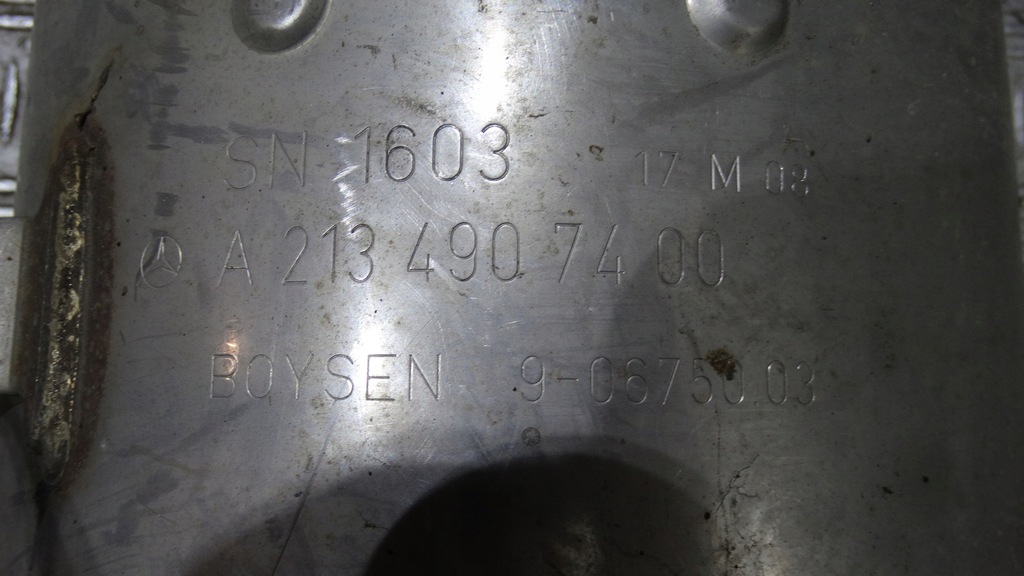 SN 1603 17 M 08
A 213 490 74 00
BOYSEN 9-06750.03